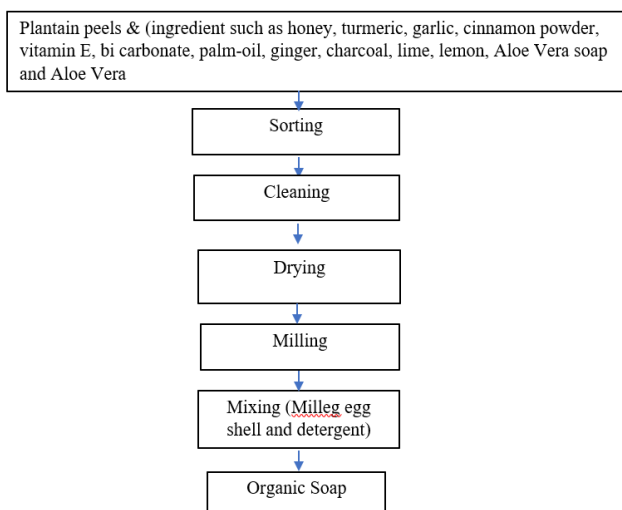 Plantain peels & (ingredient such as honey, turmeric, garlic, cinnamon powder,
vitamin E, bi carbonate, palm-oil, ginger, charcoal, lime, lemon, Aloe Vera soap
and Aloe Vera
Sorting
Cleaning
Drying
Milling
Mixing (Milleg egg
shell and detergent)
Organic Soap